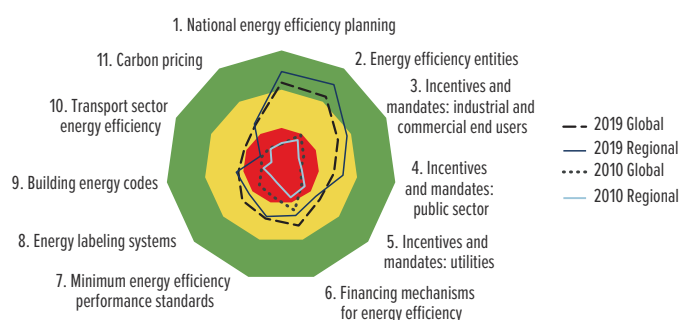 1. National energy efficiency planning
2. Energy efficiency entities
3. Incentives and
mandates: industrial and
commercial end users
4. Incentives
and mandates:
public sector
5. Incentives and
mandates: utilities
6. Financing mechanisms
for energy efficiency
7. Minimum energy efficiency
performance standards
8. Energy labeling systems
9. Building energy codes
10. Transport sector
energy efficiency
11. Carbon pricing
2019 Global
2019 Regional
2010 Global
2010 Regional